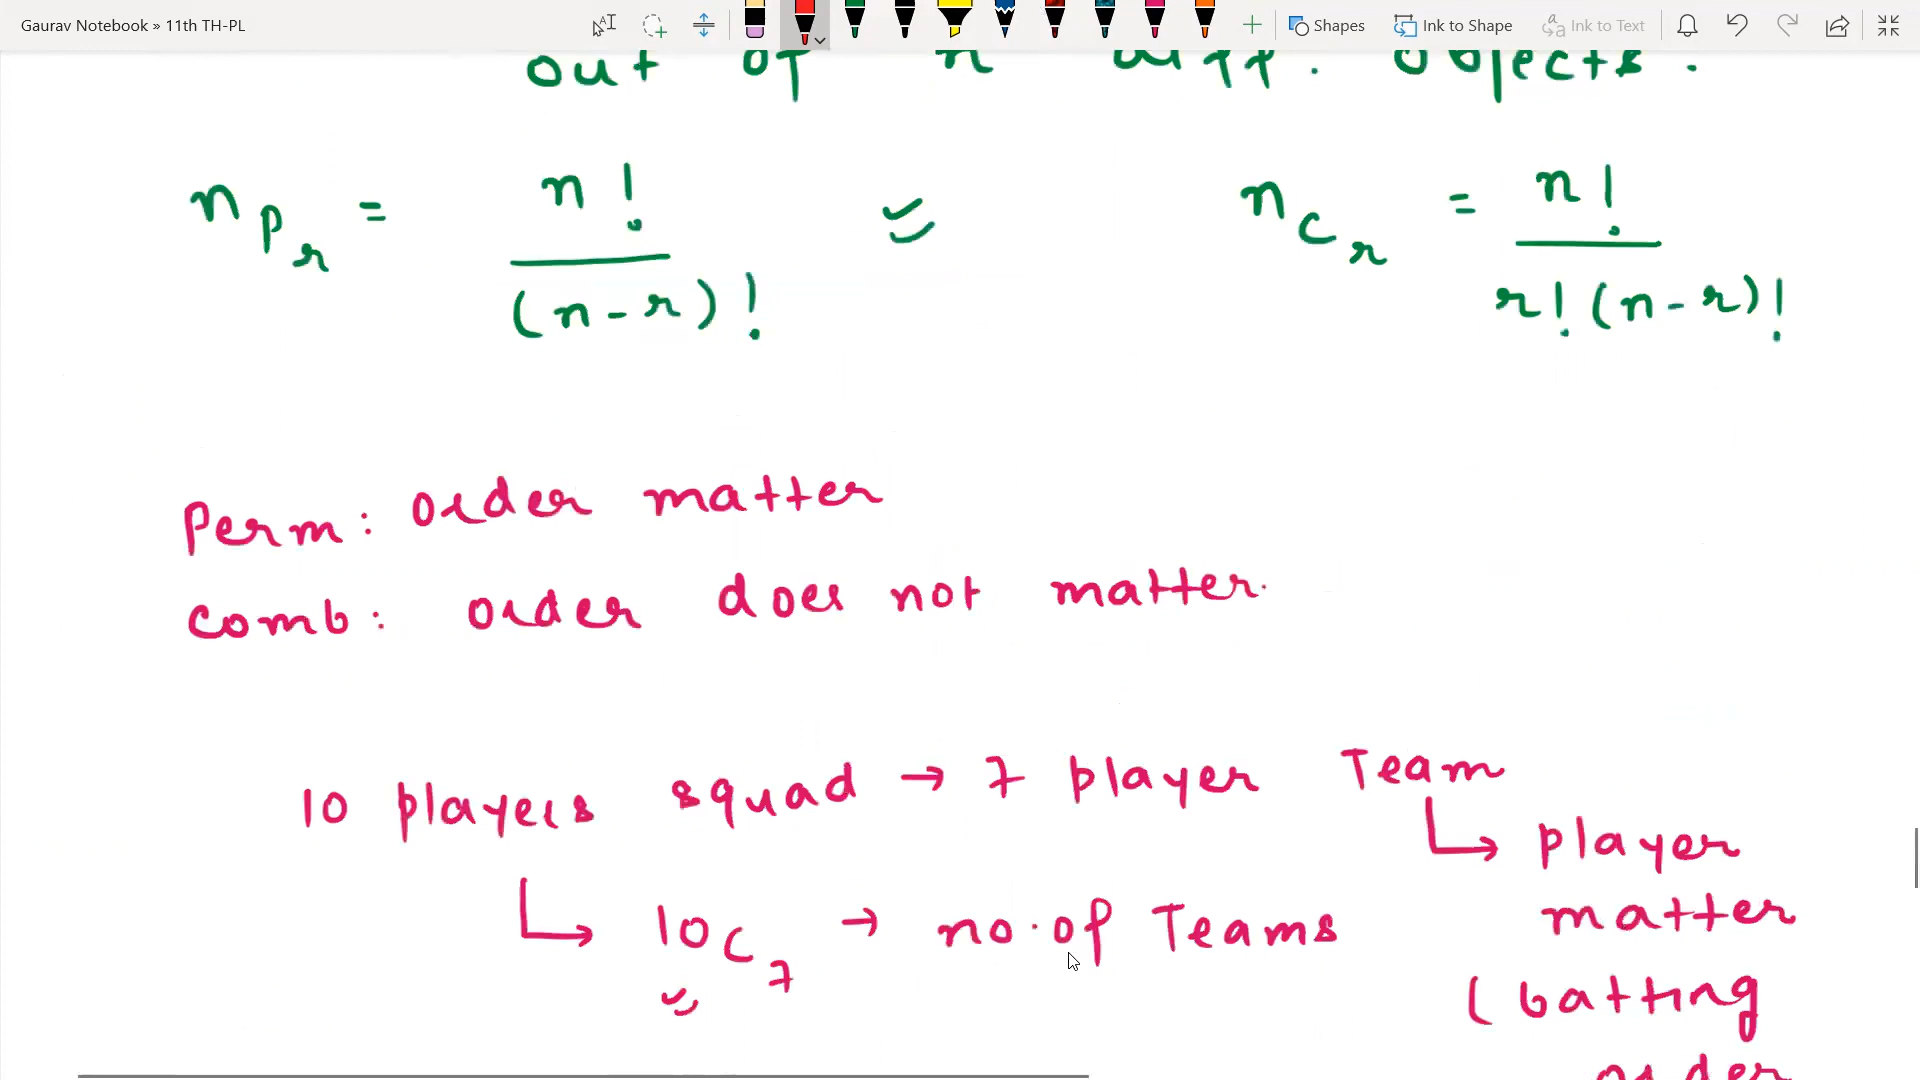 Gaurav Notebook » 11th TH-PL
Shapes
Ink to Shape
Ink to Text
out of n diff. objects.
nPr = n! / (n-r)!
nCr = n! / r!(n-r)!
Perm: order matter
Comb: order does not matter.
10 players squad → 7 player Team
player
matter
(batting
order
10C7 → no. of Teams